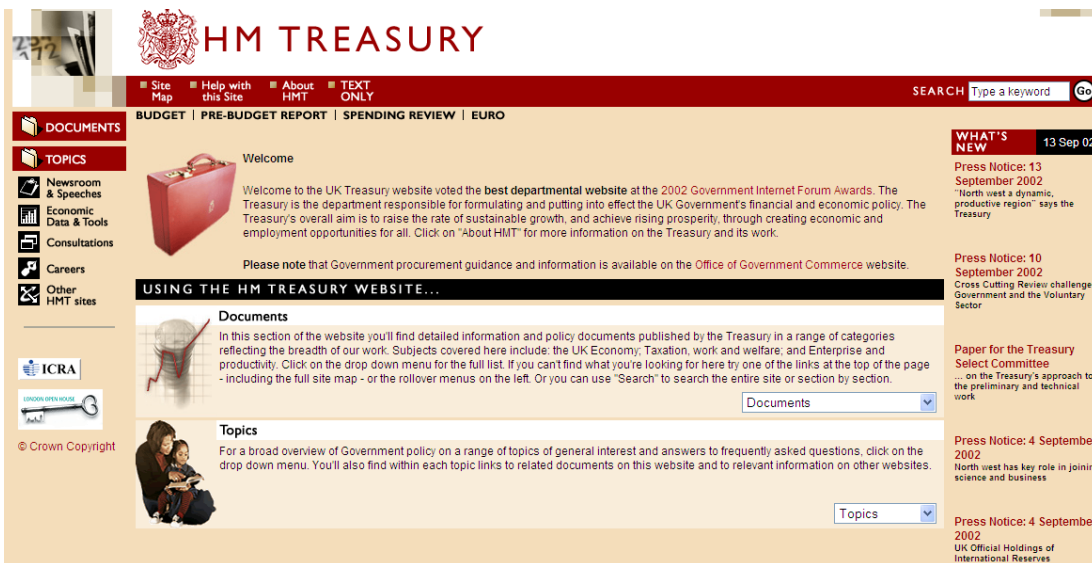 HM TREASURY
Site Map
Help with this Site
About HMT
TEXT ONLY
SEARCH Type a keyword Go
BUDGET | PRE-BUDGET REPORT | SPENDING REVIEW | EURO
DOCUMENTS
TOPICS
Newsroom
& Speeches
Economic
Data & Tools
Consultations
Careers
Other
HMT sites
ICRA
LONDON OPEN HOUSE
© Crown Copyright
Welcome
Welcome to the UK Treasury website voted the best departmental website at the 2002 Government Internet Forum Awards. The
Treasury is the department responsible for formulating and putting into effect the UK Government's financial and economic policy. The
Treasury's overall aim is to raise the rate of sustainable growth, and achieve rising prosperity, through creating economic and
employment opportunities for all. Click on "About HMT" for more information on the Treasury and its work.
Please note that Government procurement guidance and information is available on the Office of Government Commerce website.
USING THE HM TREASURY WEBSITE...
Documents
In this section of the website you'll find detailed information and policy documents published by the Treasury in a range of categories
reflecting the breadth of our work. Subjects covered here include: the UK Economy; Taxation, work and welfare; and Enterprise and
productivity. Click on the drop down menu for the full list. If you can't find what you're looking for here try one of the links at the top of the page
- including the full site map - or the rollover menus on the left. Or you can use "Search" to search the entire site or section by section.
Documents
Topics
For a broad overview of Government policy on a range of topics of general interest and answers to frequently asked questions, click on the
drop down menu. You'll also find within each topic links to related documents on this website and to relevant information on other websites.
Topics
WHAT'S
NEW
13 Sep 02
Press Notice: 13
September 2002
"North west a dynamic,
productive region" says the
Treasury
Press Notice: 10
September 2002
Cross Cutting Review challenge
Government and the Voluntary
Sector
Paper for the Treasury
Select Committee
... on the Treasury's approach to
the preliminary and technical
work
Press Notice: 4 Septembe
2002
North west has key role in joinin
science and business
Press Notice: 4 Septembe
2002
UK Official Holdings of
International Reserves